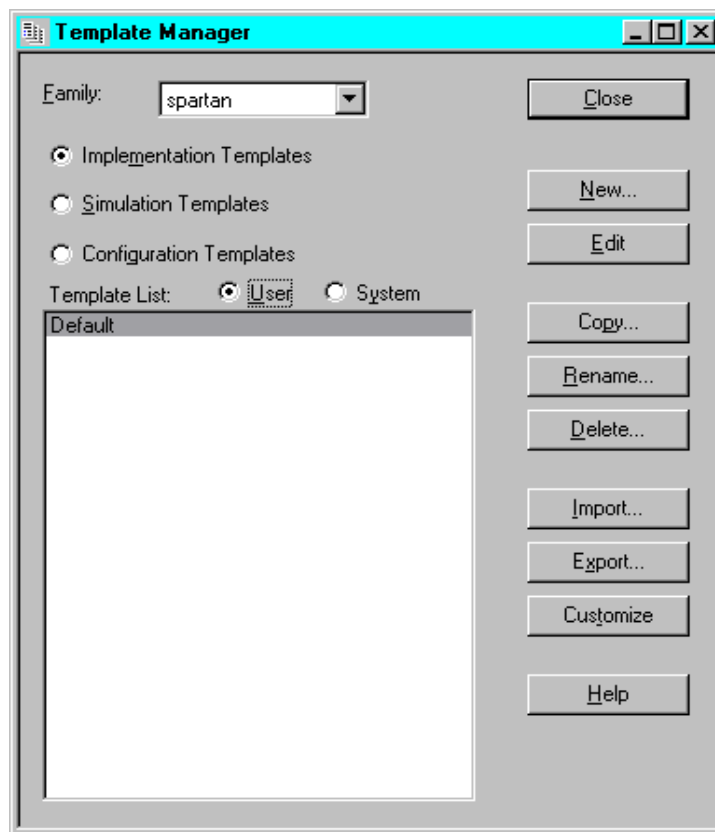 Template Manager
Family:
spartan
Close
Implementation Templates
Simulation Templates
Configuration Templates
Template List:
User
System
Default
New...
Edit
Copy...
Rename...
Delete...
Import...
Export...
Customize
Help